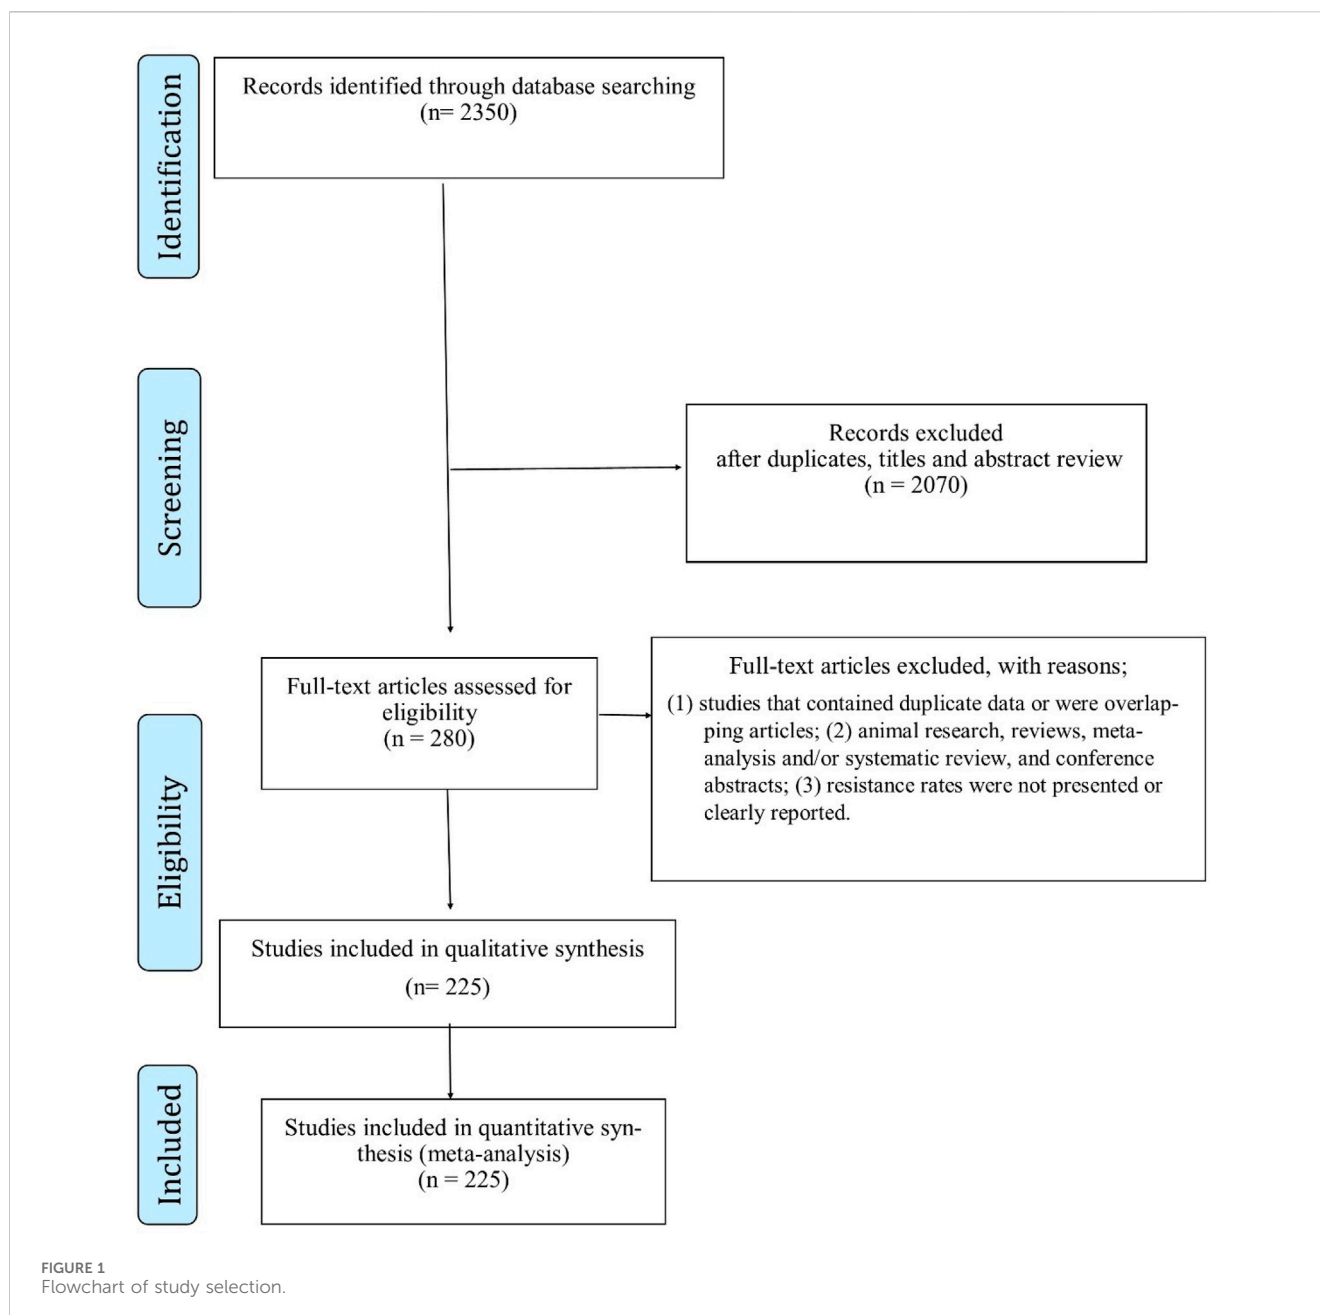 Identification
Records identified through database searching
(n= 2350)
Screening
Records excluded
after duplicates, titles and abstract review
(n = 2070)
Eligibility
Full-text articles assessed for
eligibility
(n = 280)
Full-text articles excluded, with reasons;
(1) studies that contained duplicate data or were overlap-
ping articles; (2) animal research, reviews, meta-
analysis and/or systematic review, and conference
abstracts; (3) resistance rates were not presented or
clearly reported.
Studies included in qualitative synthesis
(n= 225)
Included
Studies included in quantitative syn-
thesis (meta-analysis)
(n = 225)
FIGURE 1
Flowchart of study selection.